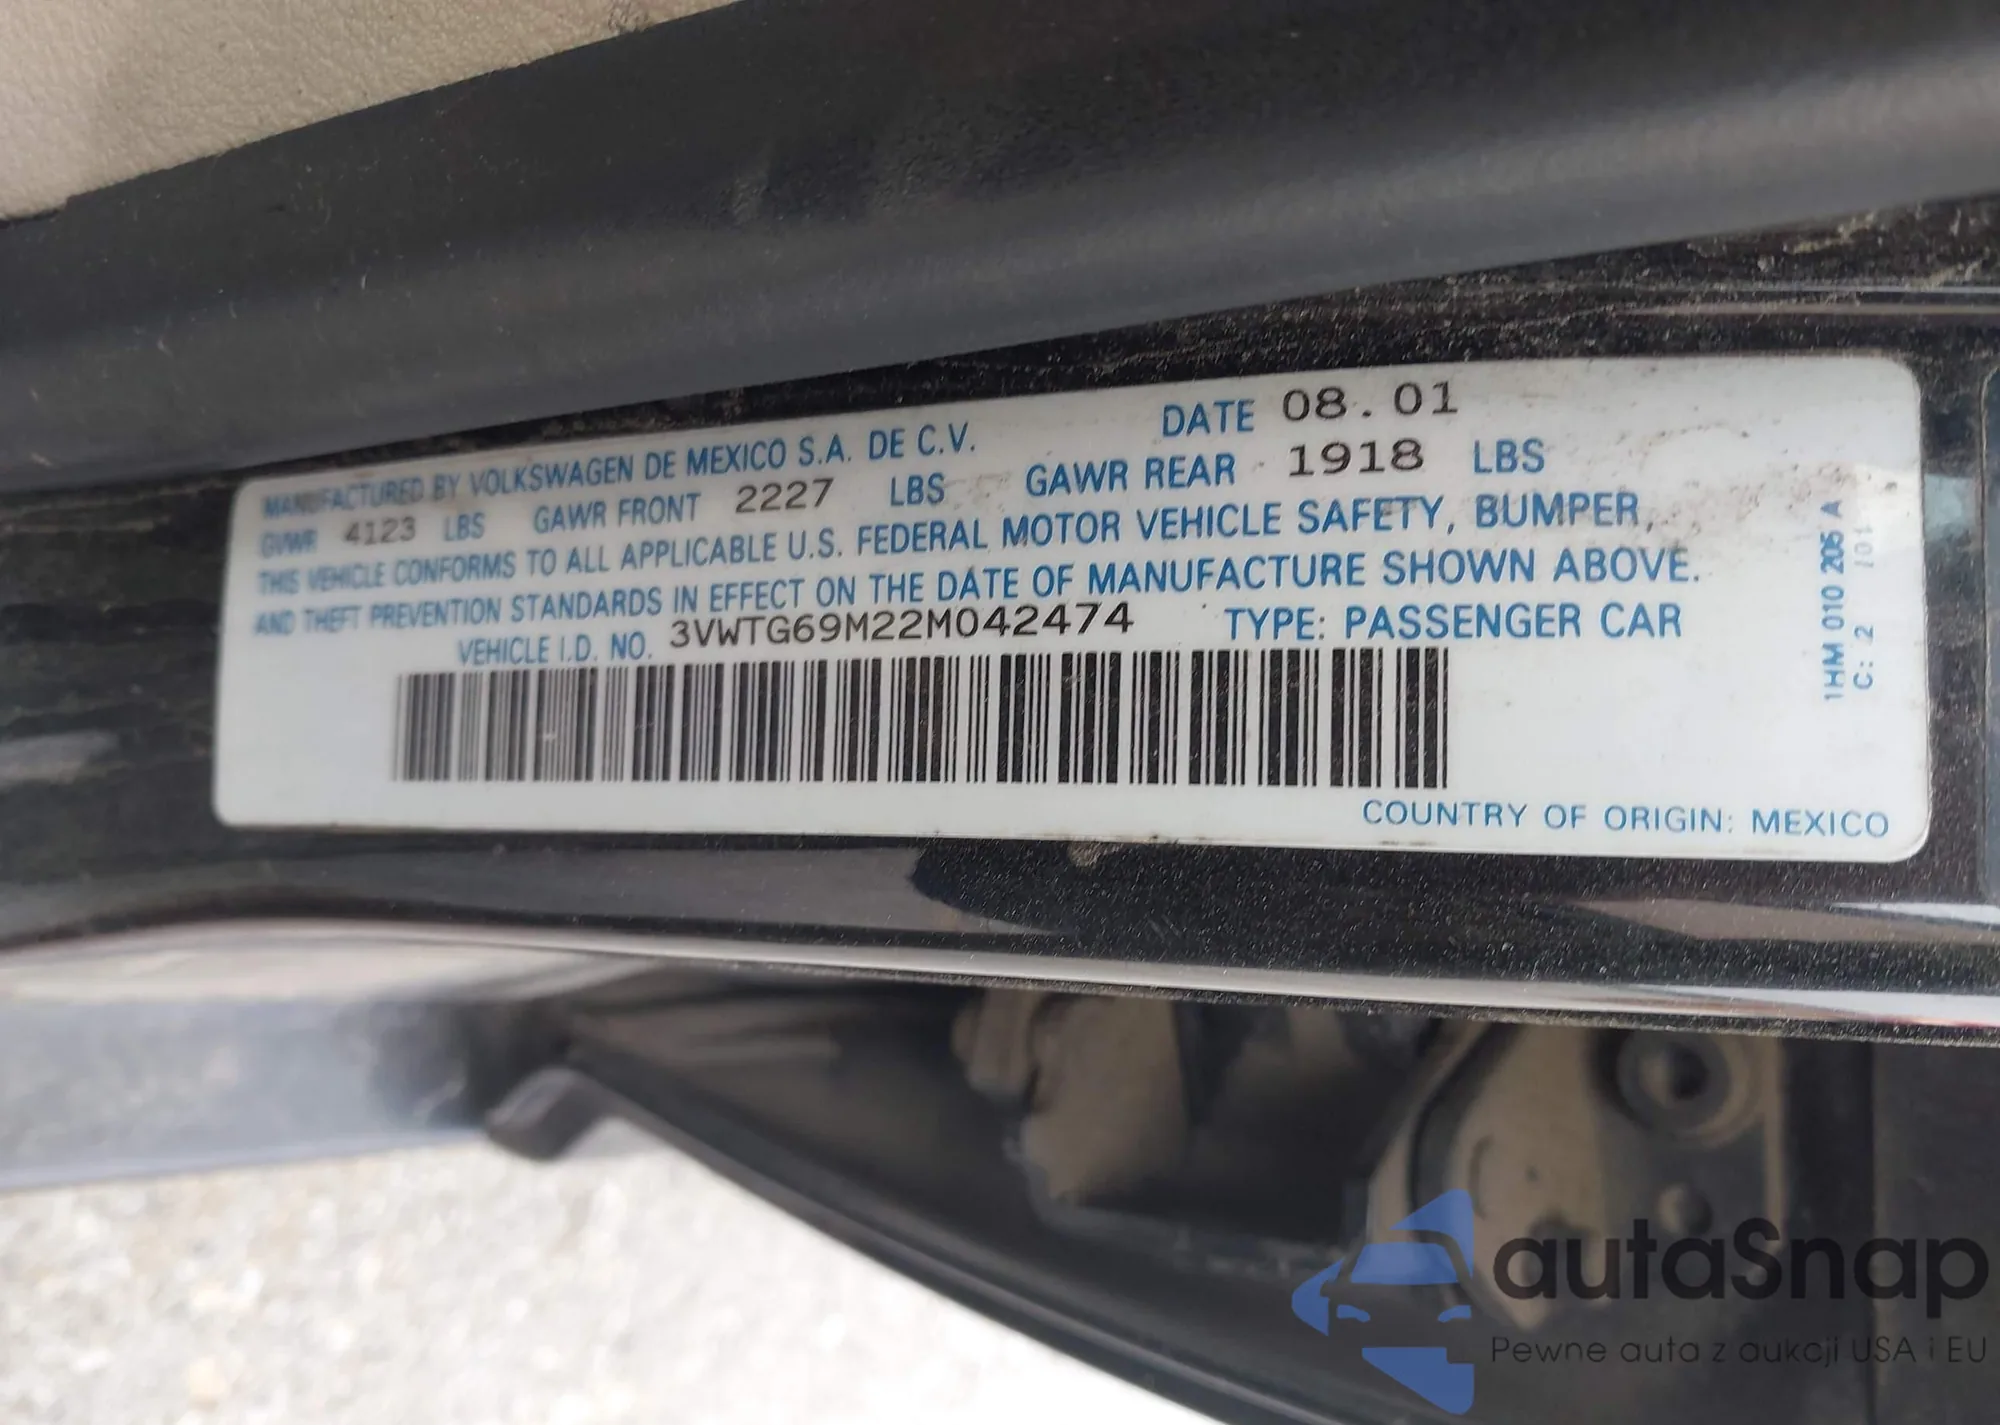 MANUFACTURED BY VOLKSWAGEN DE MEXICO S.A. DE C.V. DATE 08.01
GVWR 4123 LBS GAWR FRONT 2227 LBS GAWR REAR 1918 LBS
THIS VEHICLE CONFORMS TO ALL APPLICABLE U.S. FEDERAL MOTOR VEHICLE SAFETY, BUMPER,
AND THEFT PREVENTION STANDARDS IN EFFECT ON THE DATE OF MANUFACTURE SHOWN ABOVE.
VEHICLE I.D. NO. 3VWTG69M22M042474 TYPE: PASSENGER CAR
COUNTRY OF ORIGIN: MEXICO
1HM 010 205 A
C: 2
autaSnap
Pewne auta z aukcji USA i EU